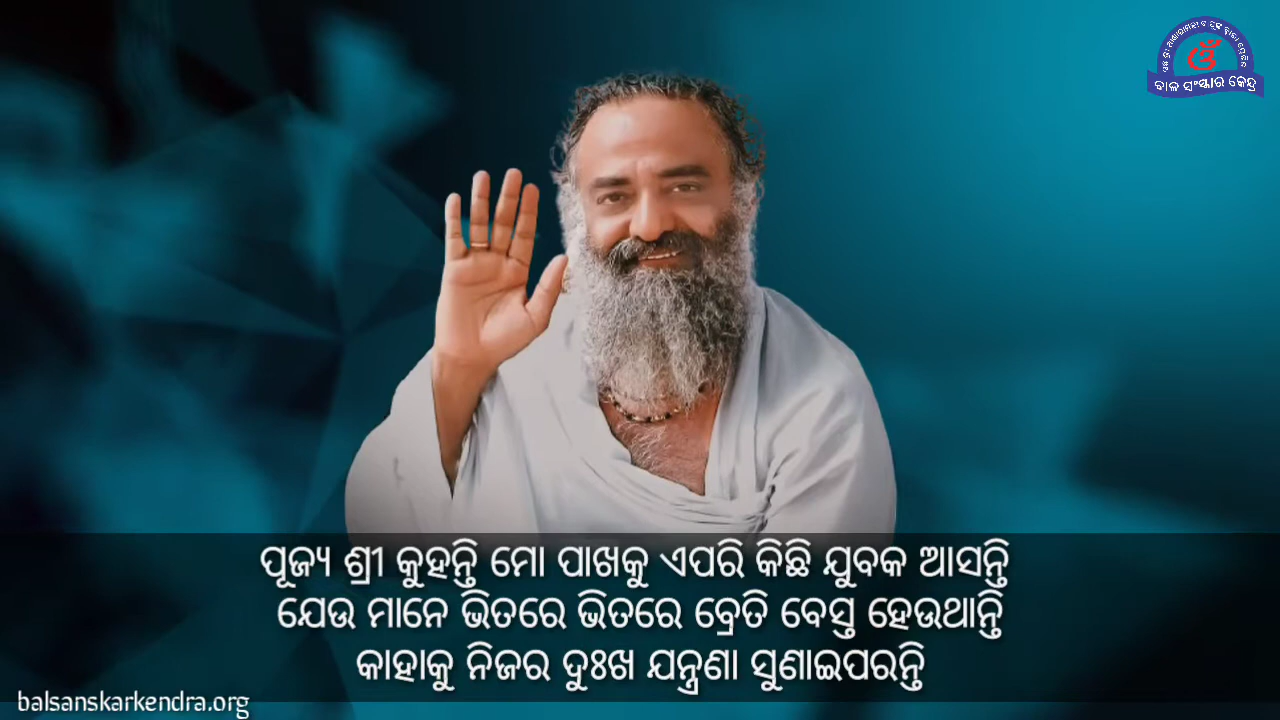 ଓଁ
ବାଳ ସଂସ୍କାର କେନ୍ଦ୍ର
ପୂଜ୍ୟ ଶ୍ରୀ କୁହନ୍ତି ମୋ ପାଖକୁ ଏପରି କିଛି ଯୁବକ ଆସନ୍ତି
ଯେଉ ମାନେ ଭିତରେ ଭିତରେ ବ୍ରେତି ବେସ୍ତ ହେଉଥାନ୍ତି
କାହାକୁ ନିଜର ଦୁଃଖ ଯନ୍ତ୍ରଣା ସୁଣାଇପରନ୍ତି
balsanskarkendra.org